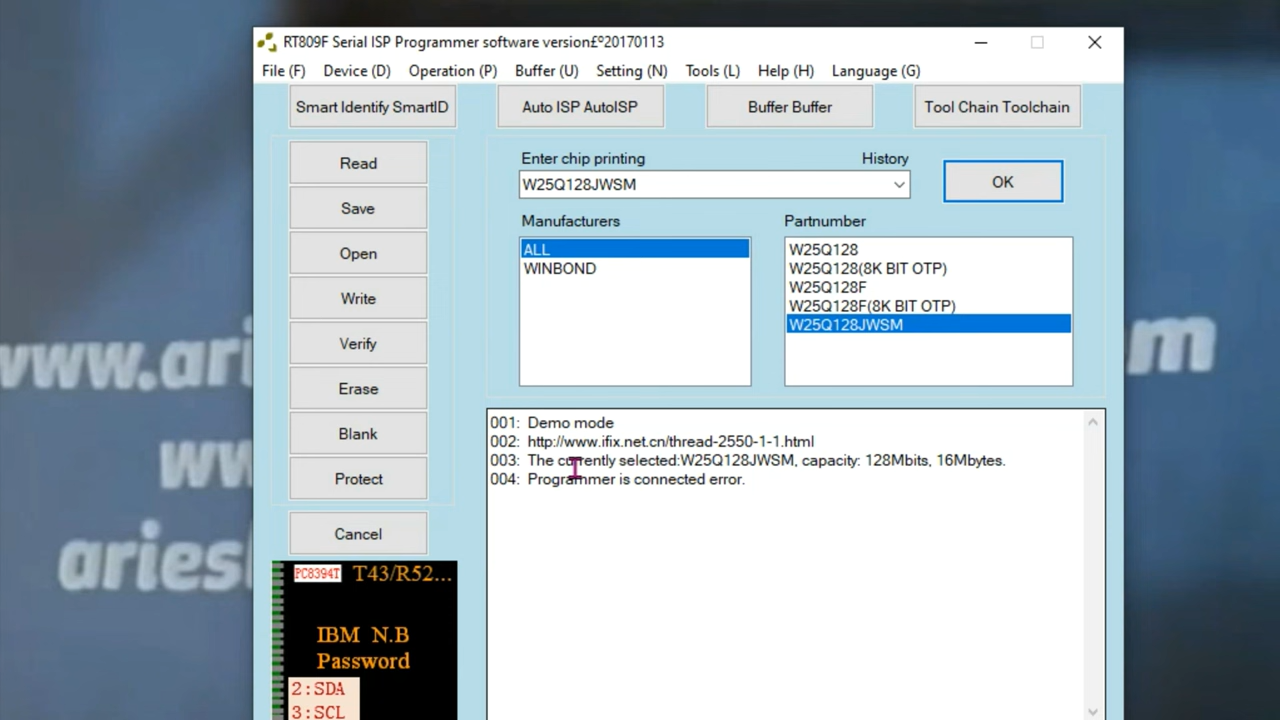 RT809F Serial ISP Programmer software version£º20170113
File (F) Device (D) Operation (P) Buffer (U) Setting (N) Tools (L) Help (H) Language (G)
Smart Identify SmartID Auto ISP AutoISP Buffer Buffer Tool Chain Toolchain
Read
Save
Open
Write
Verify
Erase
Blank
Protect
Cancel
Enter chip printing History
W25Q128JWSM OK
Manufacturers
ALL
WINBOND
Partnumber
W25Q128
W25Q128(8K BIT OTP)
W25Q128F
W25Q128F(8K BIT OTP)
W25Q128JWSM
001: Demo mode
002: http://www.ifix.net.cn/thread-2550-1-1.html
003: The currently selected:W25Q128JWSM, capacity: 128Mbits, 16Mbytes.
004: Programmer is connected error.
PC8394T T43/R52...
IBM N.B
Password
2:SDA
3:SCL